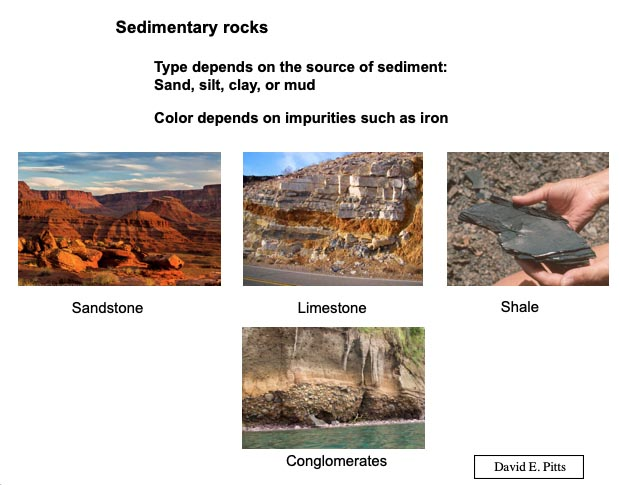 Sedimentary rocks
Type depends on the source of sediment:
Sand, silt, clay, or mud
Color depends on impurities such as iron
Sandstone
Limestone
Shale
Conglomerates
David E. Pitts